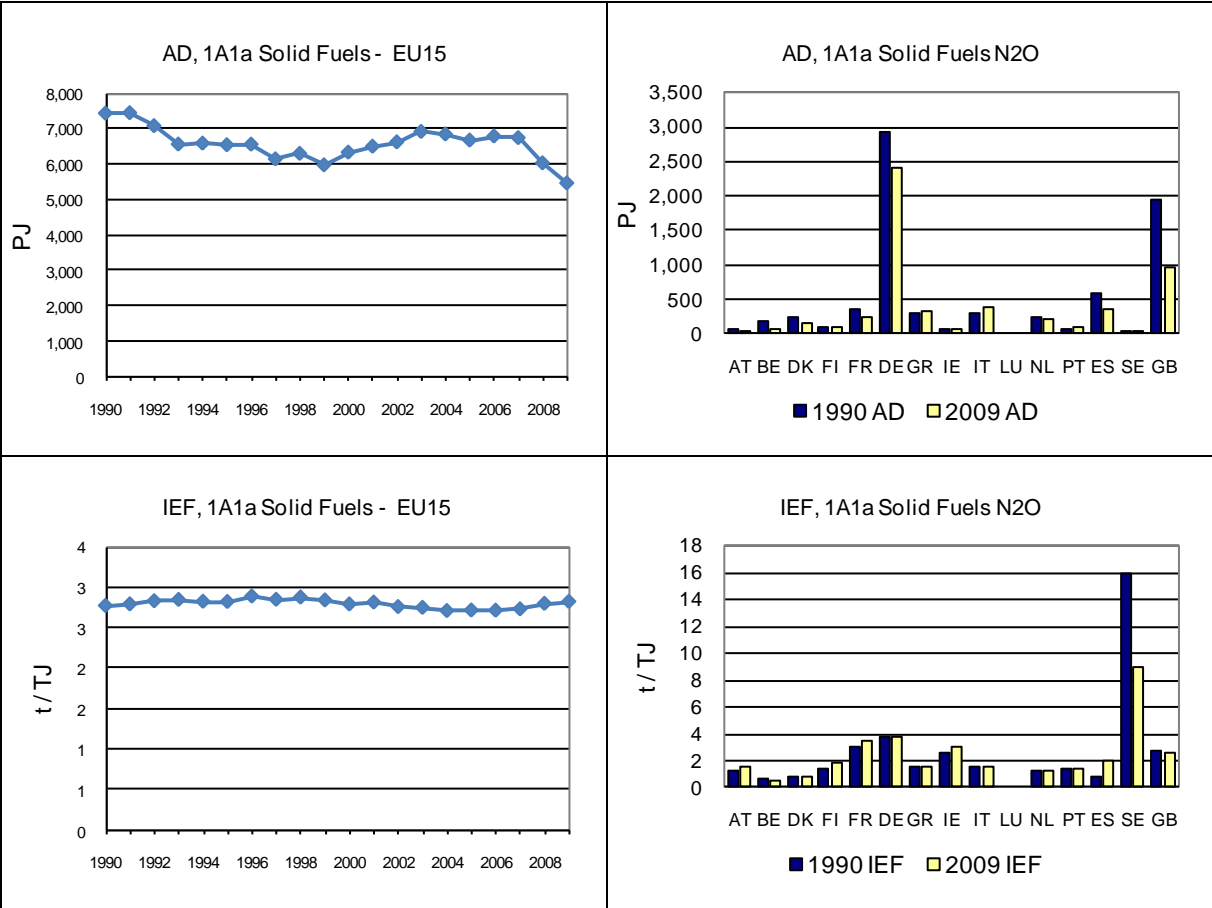 AD, 1A1a Solid Fuels - EU15
8,000
7,000
6,000
5,000
4,000
3,000
2,000
1,000
0
PJ
1990 1992 1994 1996 1998 2000 2002 2004 2006 2008
AD, 1A1a Solid Fuels N2O
3,500
3,000
2,500
2,000
1,500
1,000
500
0
PJ
AT BE DK FI FR DE GR IE IT LU NL PT ES SE GB
1990 AD 2009 AD
IEF, 1A1a Solid Fuels - EU15
4
3
3
2
2
1
1
0
t / TJ
1990 1992 1994 1996 1998 2000 2002 2004 2006 2008
IEF, 1A1a Solid Fuels N2O
18
16
14
12
10
8
6
4
2
0
t / TJ
AT BE DK FI FR DE GR IE IT LU NL PT ES SE GB
1990 IEF 2009 IEF